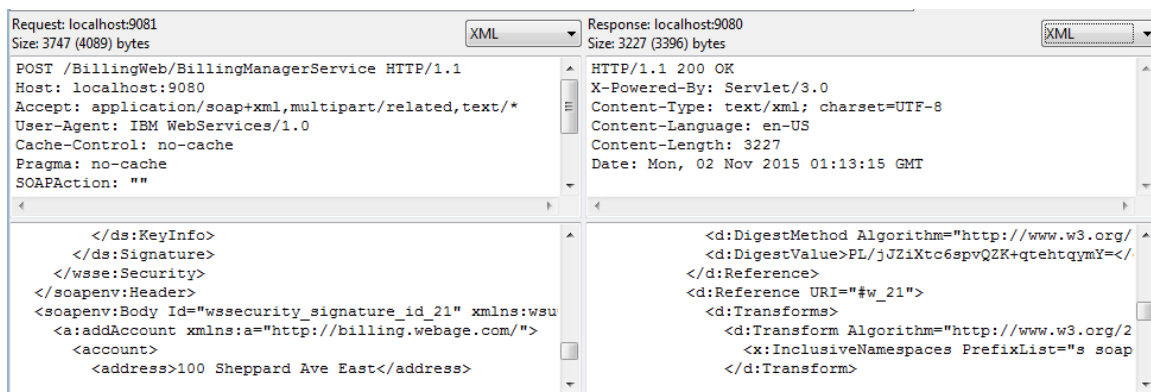 Request: localhost:9081
Size: 3747 (4089) bytes
XML
POST /BillingWeb/BillingManagerService HTTP/1.1
Host: localhost:9080
Accept: application/soap+xml,multipart/related,text/*
User-Agent: IBM WebServices/1.0
Cache-Control: no-cache
Pragma: no-cache
SOAPAction: ""
</ds:KeyInfo>
</ds:Signature>
</wsse:Security>
</soapenv:Header>
<soapenv:Body Id="wssecurity_signature_id_21" xmlns:wsu
<a:addAccount xmlns:a="http://billing.webage.com/">
<account>
<address>100 Sheppard Ave East</address>
Response: localhost:9080
Size: 3227 (3396) bytes
XML
HTTP/1.1 200 OK
X-Powered-By: Servlet/3.0
Content-Type: text/xml; charset=UTF-8
Content-Language: en-US
Content-Length: 3227
Date: Mon, 02 Nov 2015 01:13:15 GMT
<d:DigestMethod Algorithm="http://www.w3.org/
<d:DigestValue>PL/jJZiXtc6spvQZK+qtehtqymY=</
</d:Reference>
<d:Reference URI="#w_21">
<d:Transforms>
<d:Transform Algorithm="http://www.w3.org/2
<x:InclusiveNamespaces PrefixList="s soap
</d:Transform>